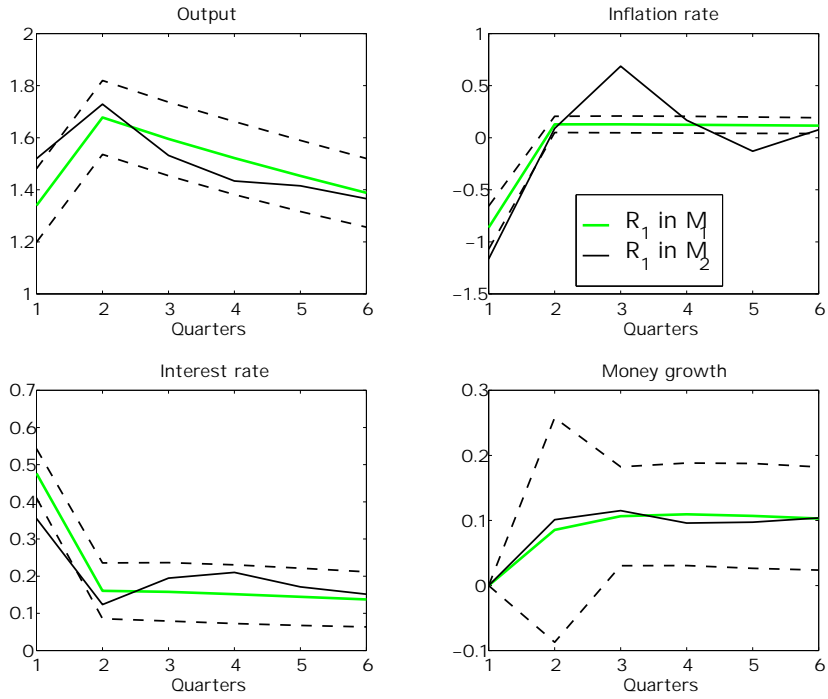 Output
2
1.8
1.6
1.4
1.2
1
1 2 3 4 5 6
Quarters
Inflation rate
1
0.5
0
−0.5
−1
−1.5
R1 in M1
R1 in M2
1 2 3 4 5 6
Quarters
Interest rate
0.7
0.6
0.5
0.4
0.3
0.2
0.1
0
1 2 3 4 5 6
Quarters
Money growth
0.3
0.2
0.1
0
−0.1
1 2 3 4 5 6
Quarters